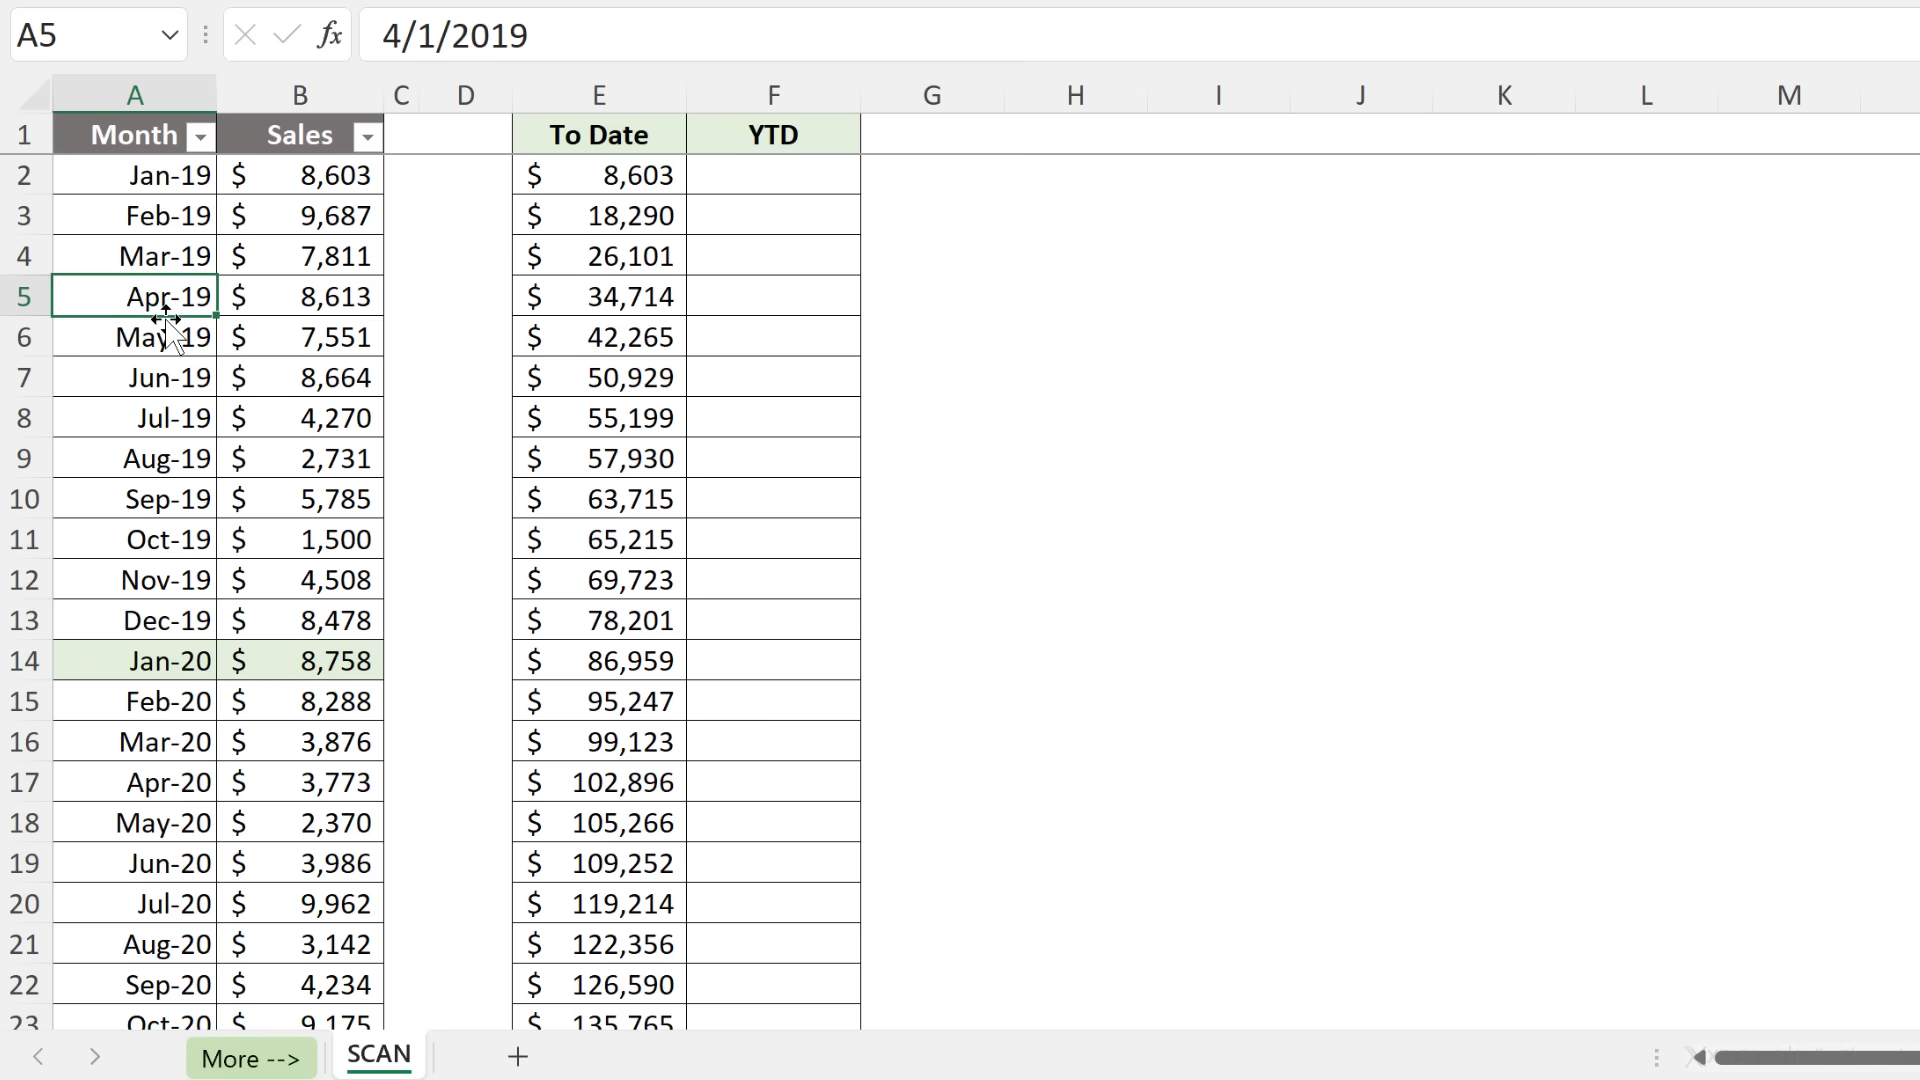 A5 fx 4/1/2019
A B C D E F G H I J K L M
1 Month Sales To Date YTD
2 Jan-19 $ 8,603 $ 8,603
3 Feb-19 $ 9,687 $ 18,290
4 Mar-19 $ 7,811 $ 26,101
5 Apr-19 $ 8,613 $ 34,714
6 May-19 $ 7,551 $ 42,265
7 Jun-19 $ 8,664 $ 50,929
8 Jul-19 $ 4,270 $ 55,199
9 Aug-19 $ 2,731 $ 57,930
10 Sep-19 $ 5,785 $ 63,715
11 Oct-19 $ 1,500 $ 65,215
12 Nov-19 $ 4,508 $ 69,723
13 Dec-19 $ 8,478 $ 78,201
14 Jan-20 $ 8,758 $ 86,959
15 Feb-20 $ 8,288 $ 95,247
16 Mar-20 $ 3,876 $ 99,123
17 Apr-20 $ 3,773 $ 102,896
18 May-20 $ 2,370 $ 105,266
19 Jun-20 $ 3,986 $ 109,252
20 Jul-20 $ 9,962 $ 119,214
21 Aug-20 $ 3,142 $ 122,356
22 Sep-20 $ 4,234 $ 126,590
23 Oct-20 $ 9,175 $ 135,765
More --> SCAN